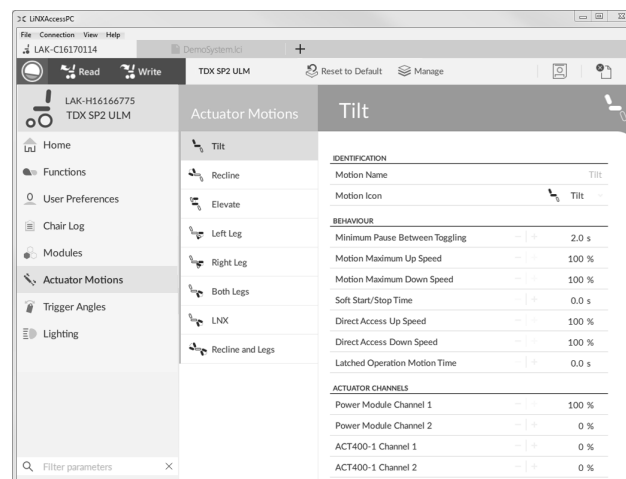 LiNXAccessPC
File Connection View Help
LAK-C16170114
DemoSystem.lci
Read Write TDX SP2 ULM Reset to Default Manage
LAK-H16166775
TDX SP2 ULM
Home
Functions
User Preferences
Chair Log
Modules
Actuator Motions
Trigger Angles
Lighting
Filter parameters
Actuator Motions
Tilt
Recline
Elevate
Left Leg
Right Leg
Both Legs
LNX
Recline and Legs
Tilt
IDENTIFICATION
Motion Name Tilt
Motion Icon Tilt
BEHAVIOUR
Minimum Pause Between Toggling - + 2.0 s
Motion Maximum Up Speed - + 100 %
Motion Maximum Down Speed - + 100 %
Soft Start/Stop Time - + 0.0 s
Direct Access Up Speed - + 100 %
Direct Access Down Speed - + 100 %
Latched Operation Motion Time - + 0.0 s
ACTUATOR CHANNELS
Power Module Channel 1 - + 100 %
Power Module Channel 2 - + 0 %
ACT400-1 Channel 1 - + 0 %
ACT400-1 Channel 2 - + 0 %